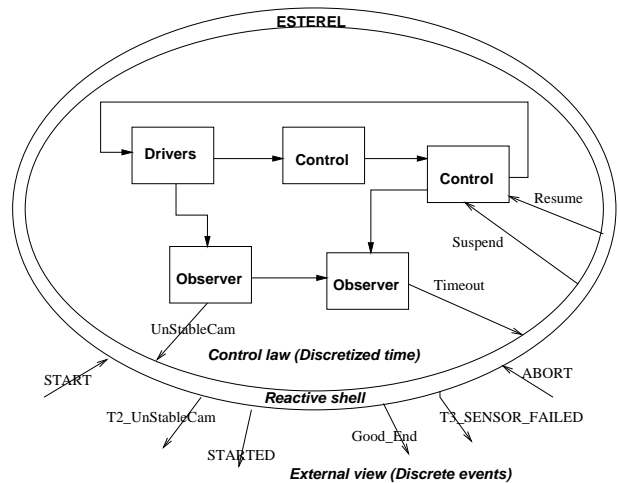 ESTEREL
Drivers
Control
Control
Resume
Suspend
Observer
Observer
Timeout
UnStableCam
Control law (Discretized time)
START
ABORT
Reactive shell
T2_UnStableCam
T3_SENSOR_FAILED
Good_End
STARTED
External view (Discrete events)